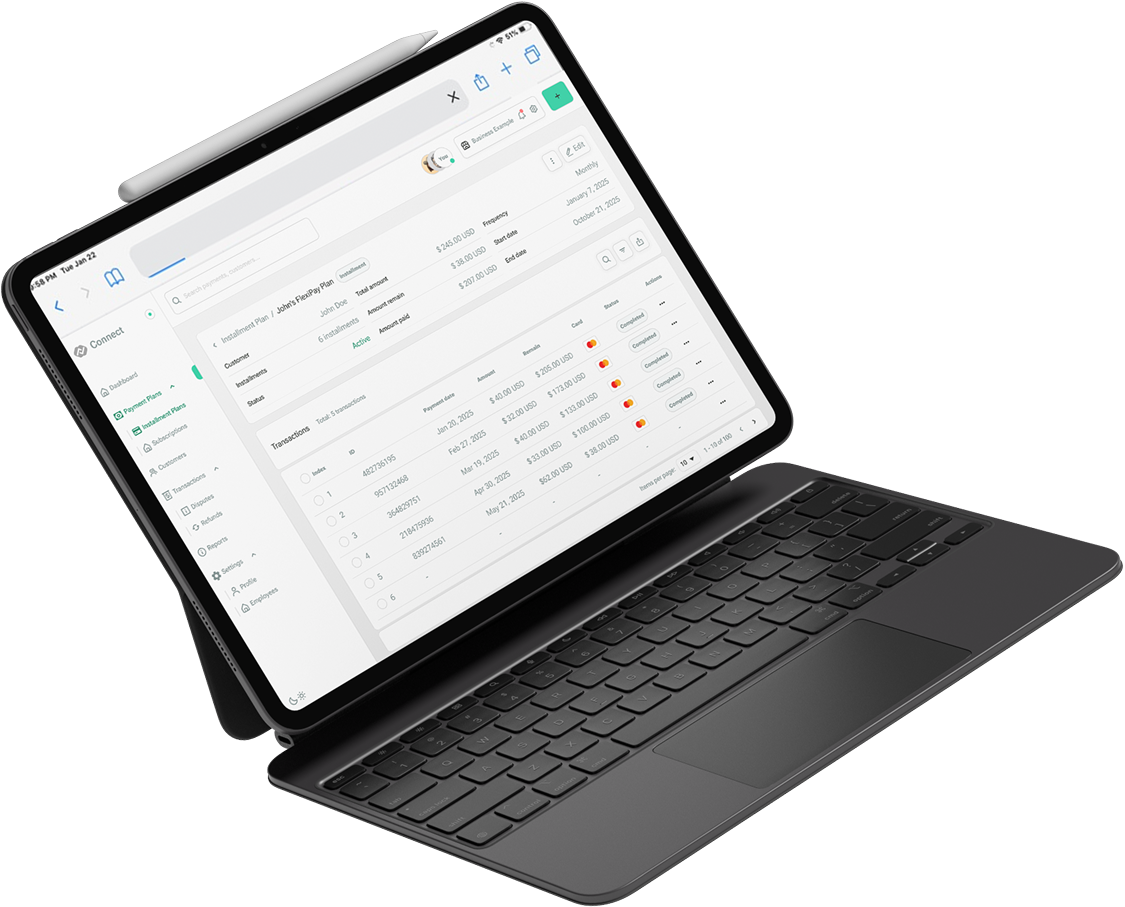 9:58 PM Tue Jan 22
51%
Search payments, customers...
You
Business Example
+
Connect
Dashboard
Payment Plans
Installment Plans
Subscriptions
Customers
Transactions
Disputes
Refunds
Reports
Settings
Profile
Employees
Installment Plan / John's FlexiPay Plan Installment
Edit
Customer John Doe Total amount $ 245.00 USD Frequency Monthly
Installments 6 installments Amount remain $ 38.00 USD Start date January 7, 2025
Status Active Amount paid $ 207.00 USD End date October 21, 2025
Transactions Total: 5 transactions
Index ID Payment date Amount Remain Card Status Actions
1 482736195 Jan 20, 2025 $ 40.00 USD $ 205.00 USD Completed ...
2 957132468 Feb 27, 2025 $ 32.00 USD $ 173.00 USD Completed ...
3 364829751 Mar 19, 2025 $ 40.00 USD $ 133.00 USD Completed ...
4 218475936 Apr 30, 2025 $ 33.00 USD $ 100.00 USD Completed ...
5 839274561 May 21, 2025 $62.00 USD $ 38.00 USD Completed ...
6 - - - - - - ...
Items per page: 10 1 - 10 of 100